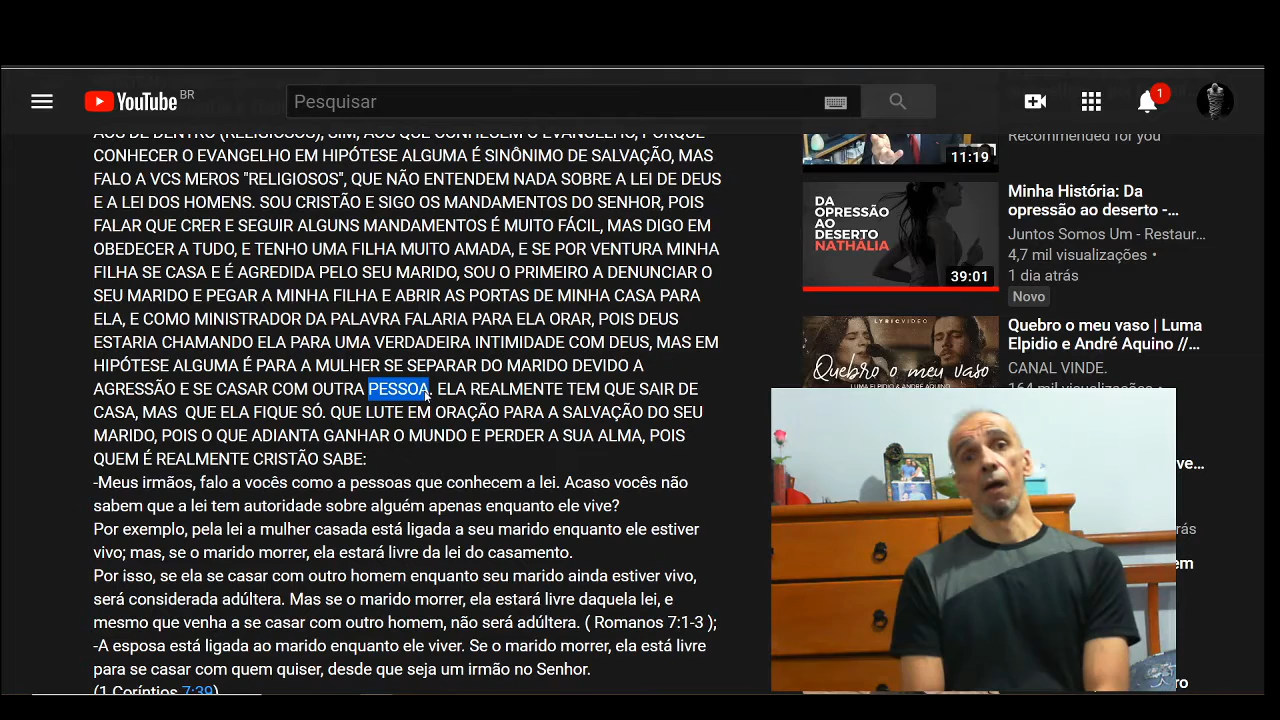 YouTube BR
Pesquisar
1
AOS DE DENTRO (RELIGIOSOS), SIM, AOS QUE CONHECEM O EVANGELHO, PORQUE
CONHECER O EVANGELHO EM HIPÓTESE ALGUMA É SINÔNIMO DE SALVAÇÃO, MAS
FALO A VCS MEROS "RELIGIOSOS", QUE NÃO ENTENDEM NADA SOBRE A LEI DE DEUS
E A LEI DOS HOMENS. SOU CRISTÃO E SIGO OS MANDAMENTOS DO SENHOR, POIS
FALAR QUE CRER E SEGUIR ALGUNS MANDAMENTOS É MUITO FÁCIL, MAS DIGO EM
OBEDECER A TUDO, E TENHO UMA FILHA MUITO AMADA, E SE POR VENTURA MINHA
FILHA SE CASA E É AGREDIDA PELO SEU MARIDO, SOU O PRIMEIRO A DENUNCIAR O
SEU MARIDO E PEGAR A MINHA FILHA E ABRIR AS PORTAS DE MINHA CASA PARA
ELA, E COMO MINISTRADOR DA PALAVRA FALARIA PARA ELA ORAR, POIS DEUS
ESTARIA CHAMANDO ELA PARA UMA VERDADEIRA INTIMIDADE COM DEUS, MAS EM
HIPÓTESE ALGUMA É PARA A MULHER SE SEPARAR DO MARIDO DEVIDO A
AGRESSÃO E SE CASAR COM OUTRA PESSOA, ELA REALMENTE TEM QUE SAIR DE
CASA, MAS  QUE ELA FIQUE SÓ. QUE LUTE EM ORAÇÃO PARA A SALVAÇÃO DO SEU
MARIDO, POIS O QUE ADIANTA GANHAR O MUNDO E PERDER A SUA ALMA, POIS
QUEM É REALMENTE CRISTÃO SABE:
-Meus irmãos, falo a vocês como a pessoas que conhecem a lei. Acaso vocês não
sabem que a lei tem autoridade sobre alguém apenas enquanto ele vive?
Por exemplo, pela lei a mulher casada está ligada a seu marido enquanto ele estiver
vivo; mas, se o marido morrer, ela estará livre da lei do casamento.
Por isso, se ela se casar com outro homem enquanto seu marido ainda estiver vivo,
será considerada adúltera. Mas se o marido morrer, ela estará livre daquela lei, e
mesmo que venha a se casar com outro homem, não será adúltera. ( Romanos 7:1-3 );
-A esposa está ligada ao marido enquanto ele viver. Se o marido morrer, ela estará livre
para se casar com quem quiser, desde que seja um irmão no Senhor.
(1 Coríntios 7:39)
Recommended for you
11:19
DA
OPRESSÃO
AO
DESERTO
NATHALIA
39:01
Minha História: Da
opressão ao deserto -...
Juntos Somos Um - Restaur...
4,7 mil visualizações •
1 dia atrás
Novo
LYRICVIDEO
Quebro o meu vaso
LUMA ELPIDIO & ANDRÉ AQUINO
Quebro o meu vaso | Luma
Elpidio e André Aquino //...
CANAL VINDE.
164 mil visualizações •
ve...
rás
em
ro